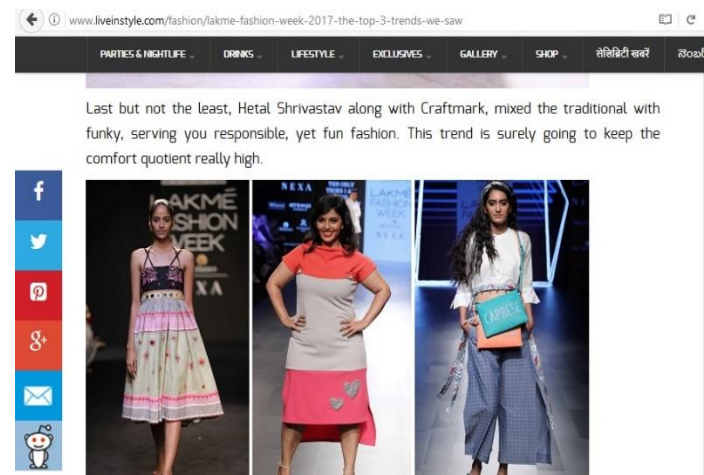 www.liveinstyle.com/fashion/lakme-fashion-week-2017-the-top-3-trends-we-saw
PARTIES & NIGHTLIFE DRINKS LIFESTYLE EXCLUSIVES GALLERY SHOP सेलिब्रिटी खबरें
Last but not the least, Hetal Shrivastav along with Craftmark, mixed the traditional with
funky, serving you responsible, yet fun fashion. This trend is surely going to keep the
comfort quotient really high.
LAKMÉ
FASHION
WEEK
NEXA
LAKMÉ
FASHION
WEEK
NEXA
CAPRESE